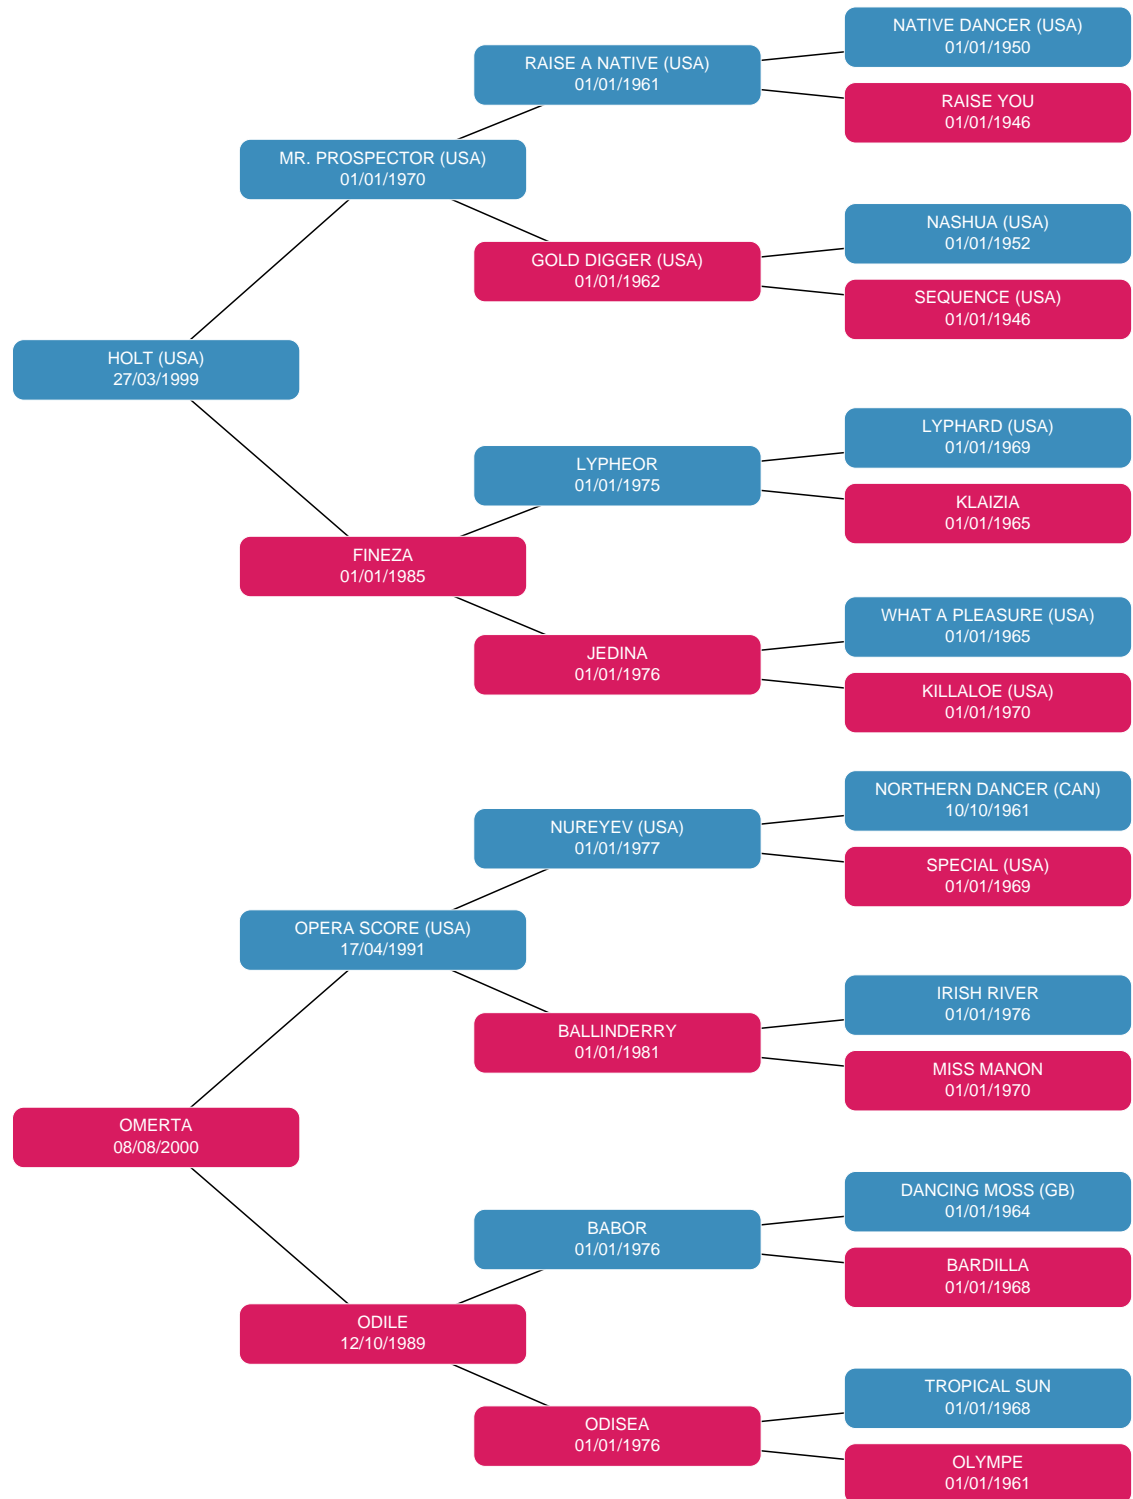 NATIVE DANCER (USA)
01/01/1950
RAISE A NATIVE (USA)
01/01/1961
RAISE YOU
01/01/1946
MR. PROSPECTOR (USA)
01/01/1970
NASHUA (USA)
01/01/1952
GOLD DIGGER (USA)
01/01/1962
SEQUENCE (USA)
01/01/1946
HOLT (USA)
27/03/1999
LYPHARD (USA)
01/01/1969
LYPHEOR
01/01/1975
KLAIZIA
01/01/1965
FINEZA
01/01/1985
WHAT A PLEASURE (USA)
01/01/1965
JEDINA
01/01/1976
KILLALOE (USA)
01/01/1970
NORTHERN DANCER (CAN)
10/10/1961
NUREYEV (USA)
01/01/1977
SPECIAL (USA)
01/01/1969
OPERA SCORE (USA)
17/04/1991
IRISH RIVER
01/01/1976
BALLINDERRY
01/01/1981
MISS MANON
01/01/1970
OMERTA
08/08/2000
DANCING MOSS (GB)
01/01/1964
BABOR
01/01/1976
BARDILLA
01/01/1968
ODILE
12/10/1989
TROPICAL SUN
01/01/1968
ODISEA
01/01/1976
OLYMPE
01/01/1961